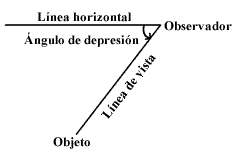 Línea horizontal
Observador
Ángulo de depresión
Línea de vista
Objeto